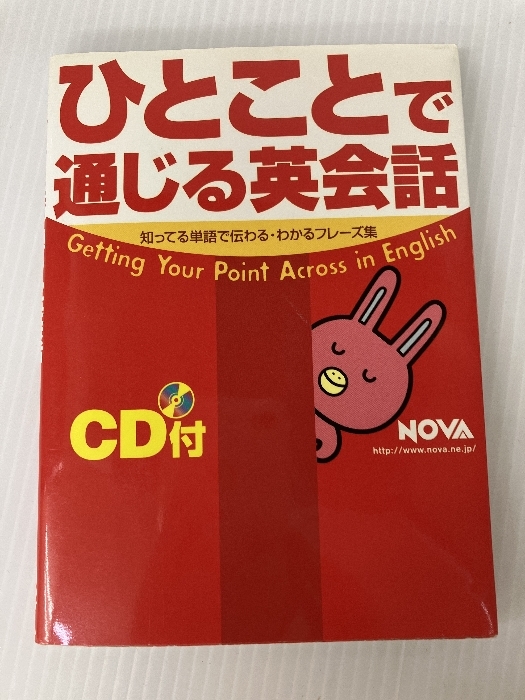 ひとことで
通じる英会話
知ってる単語で伝わる・わかるフレーズ集
Getting Your Point Across in English
CD付
NOVA
http://www.nova.ne.jp/